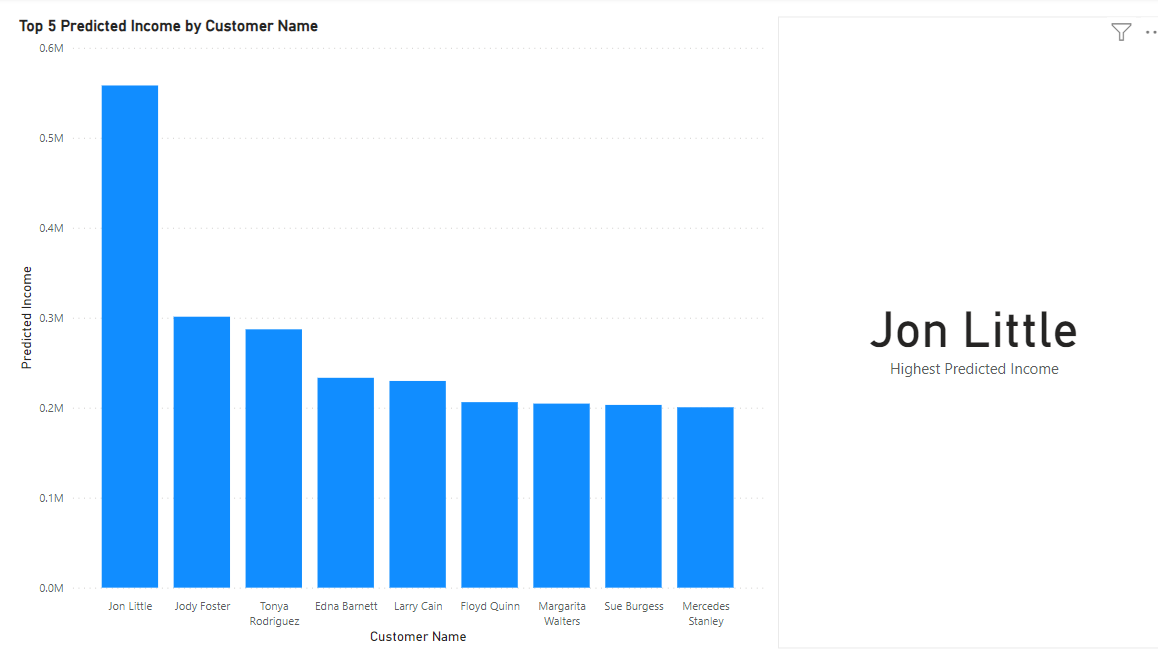 Top 5 Predicted Income by Customer Name
0.6M
0.5M
0.4M
0.3M
0.2M
0.1M
0.0M
Predicted Income
Jon Little
Jody Foster
Tonya
Rodriguez
Edna Barnett
Larry Cain
Floyd Quinn
Margarita
Walters
Sue Burgess
Mercedes
Stanley
Customer Name
Jon Little
Highest Predicted Income